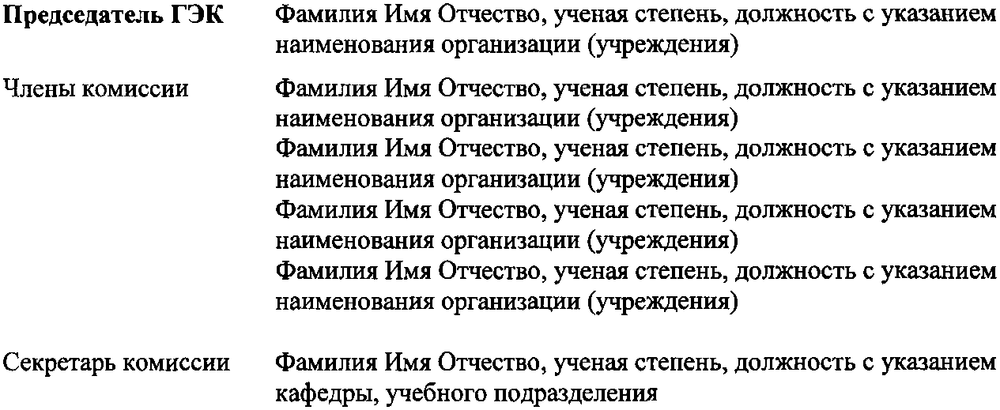 Председатель ГЭК Фамилия Имя Отчество, ученая степень, должность с указанием
наименования организации (учреждения)
Члены комиссии Фамилия Имя Отчество, ученая степень, должность с указанием
наименования организации (учреждения)
Фамилия Имя Отчество, ученая степень, должность с указанием
наименования организации (учреждения)
Фамилия Имя Отчество, ученая степень, должность с указанием
наименования организации (учреждения)
Фамилия Имя Отчество, ученая степень, должность с указанием
наименования организации (учреждения)
Секретарь комиссии Фамилия Имя Отчество, ученая степень, должность с указанием
кафедры, учебного подразделения